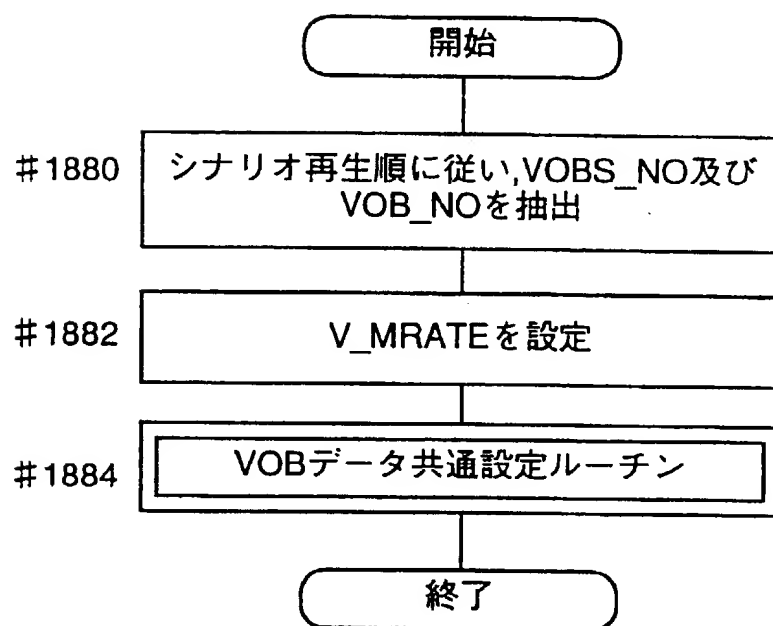 開始
#1880
シナリオ再生順に従い,VOBS_NO及び
VOB_NOを抽出
#1882
V_MRATEを設定
#1884
VOBデータ共通設定ルーチン
終了